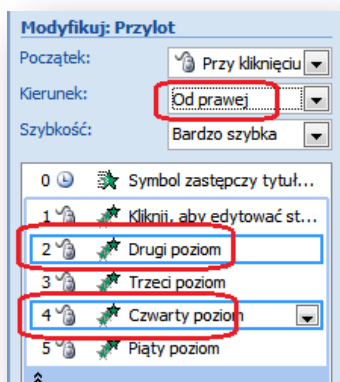 Modyfikuj: Przylot
Początek:
Przy kliknięciu
Kierunek:
Od prawej
Szybkość:
Bardzo szybka
0 Symbol zastępczy tytuł...
1 Kliknij, aby edytować st...
2 Drugi poziom
3 Trzeci poziom
4 Czwarty poziom
5 Piąty poziom